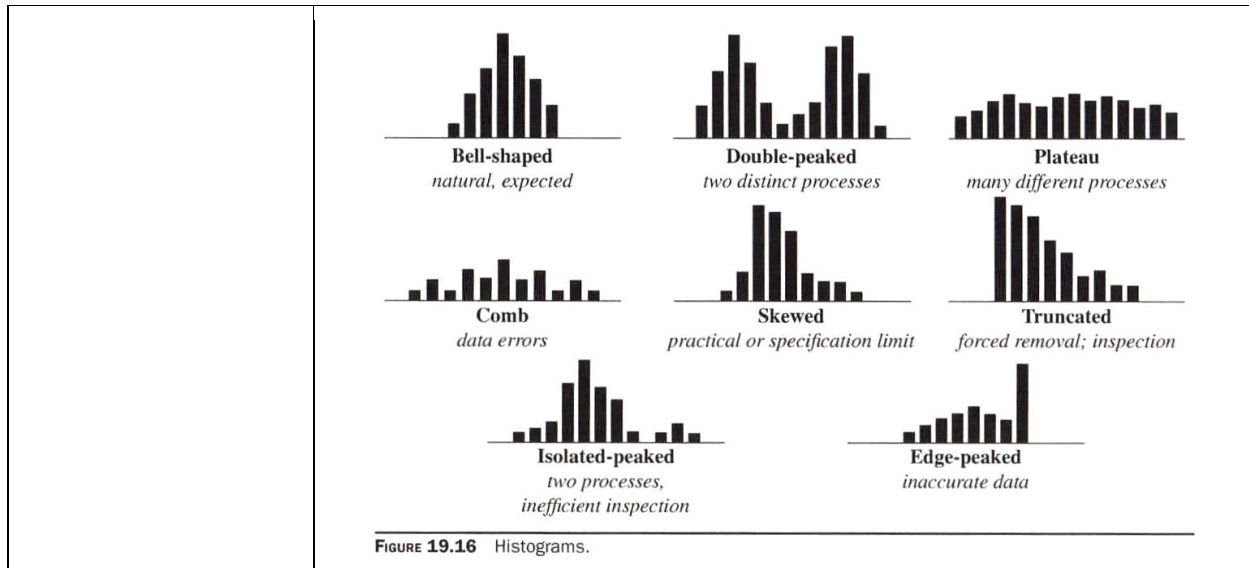 Bell-shaped
natural, expected
Double-peaked
two distinct processes
Plateau
many different processes
Comb
data errors
Skewed
practical or specification limit
Truncated
forced removal; inspection
Isolated-peaked
two processes,
inefficient inspection
Edge-peaked
inaccurate data
FIGURE 19.16 Histograms.